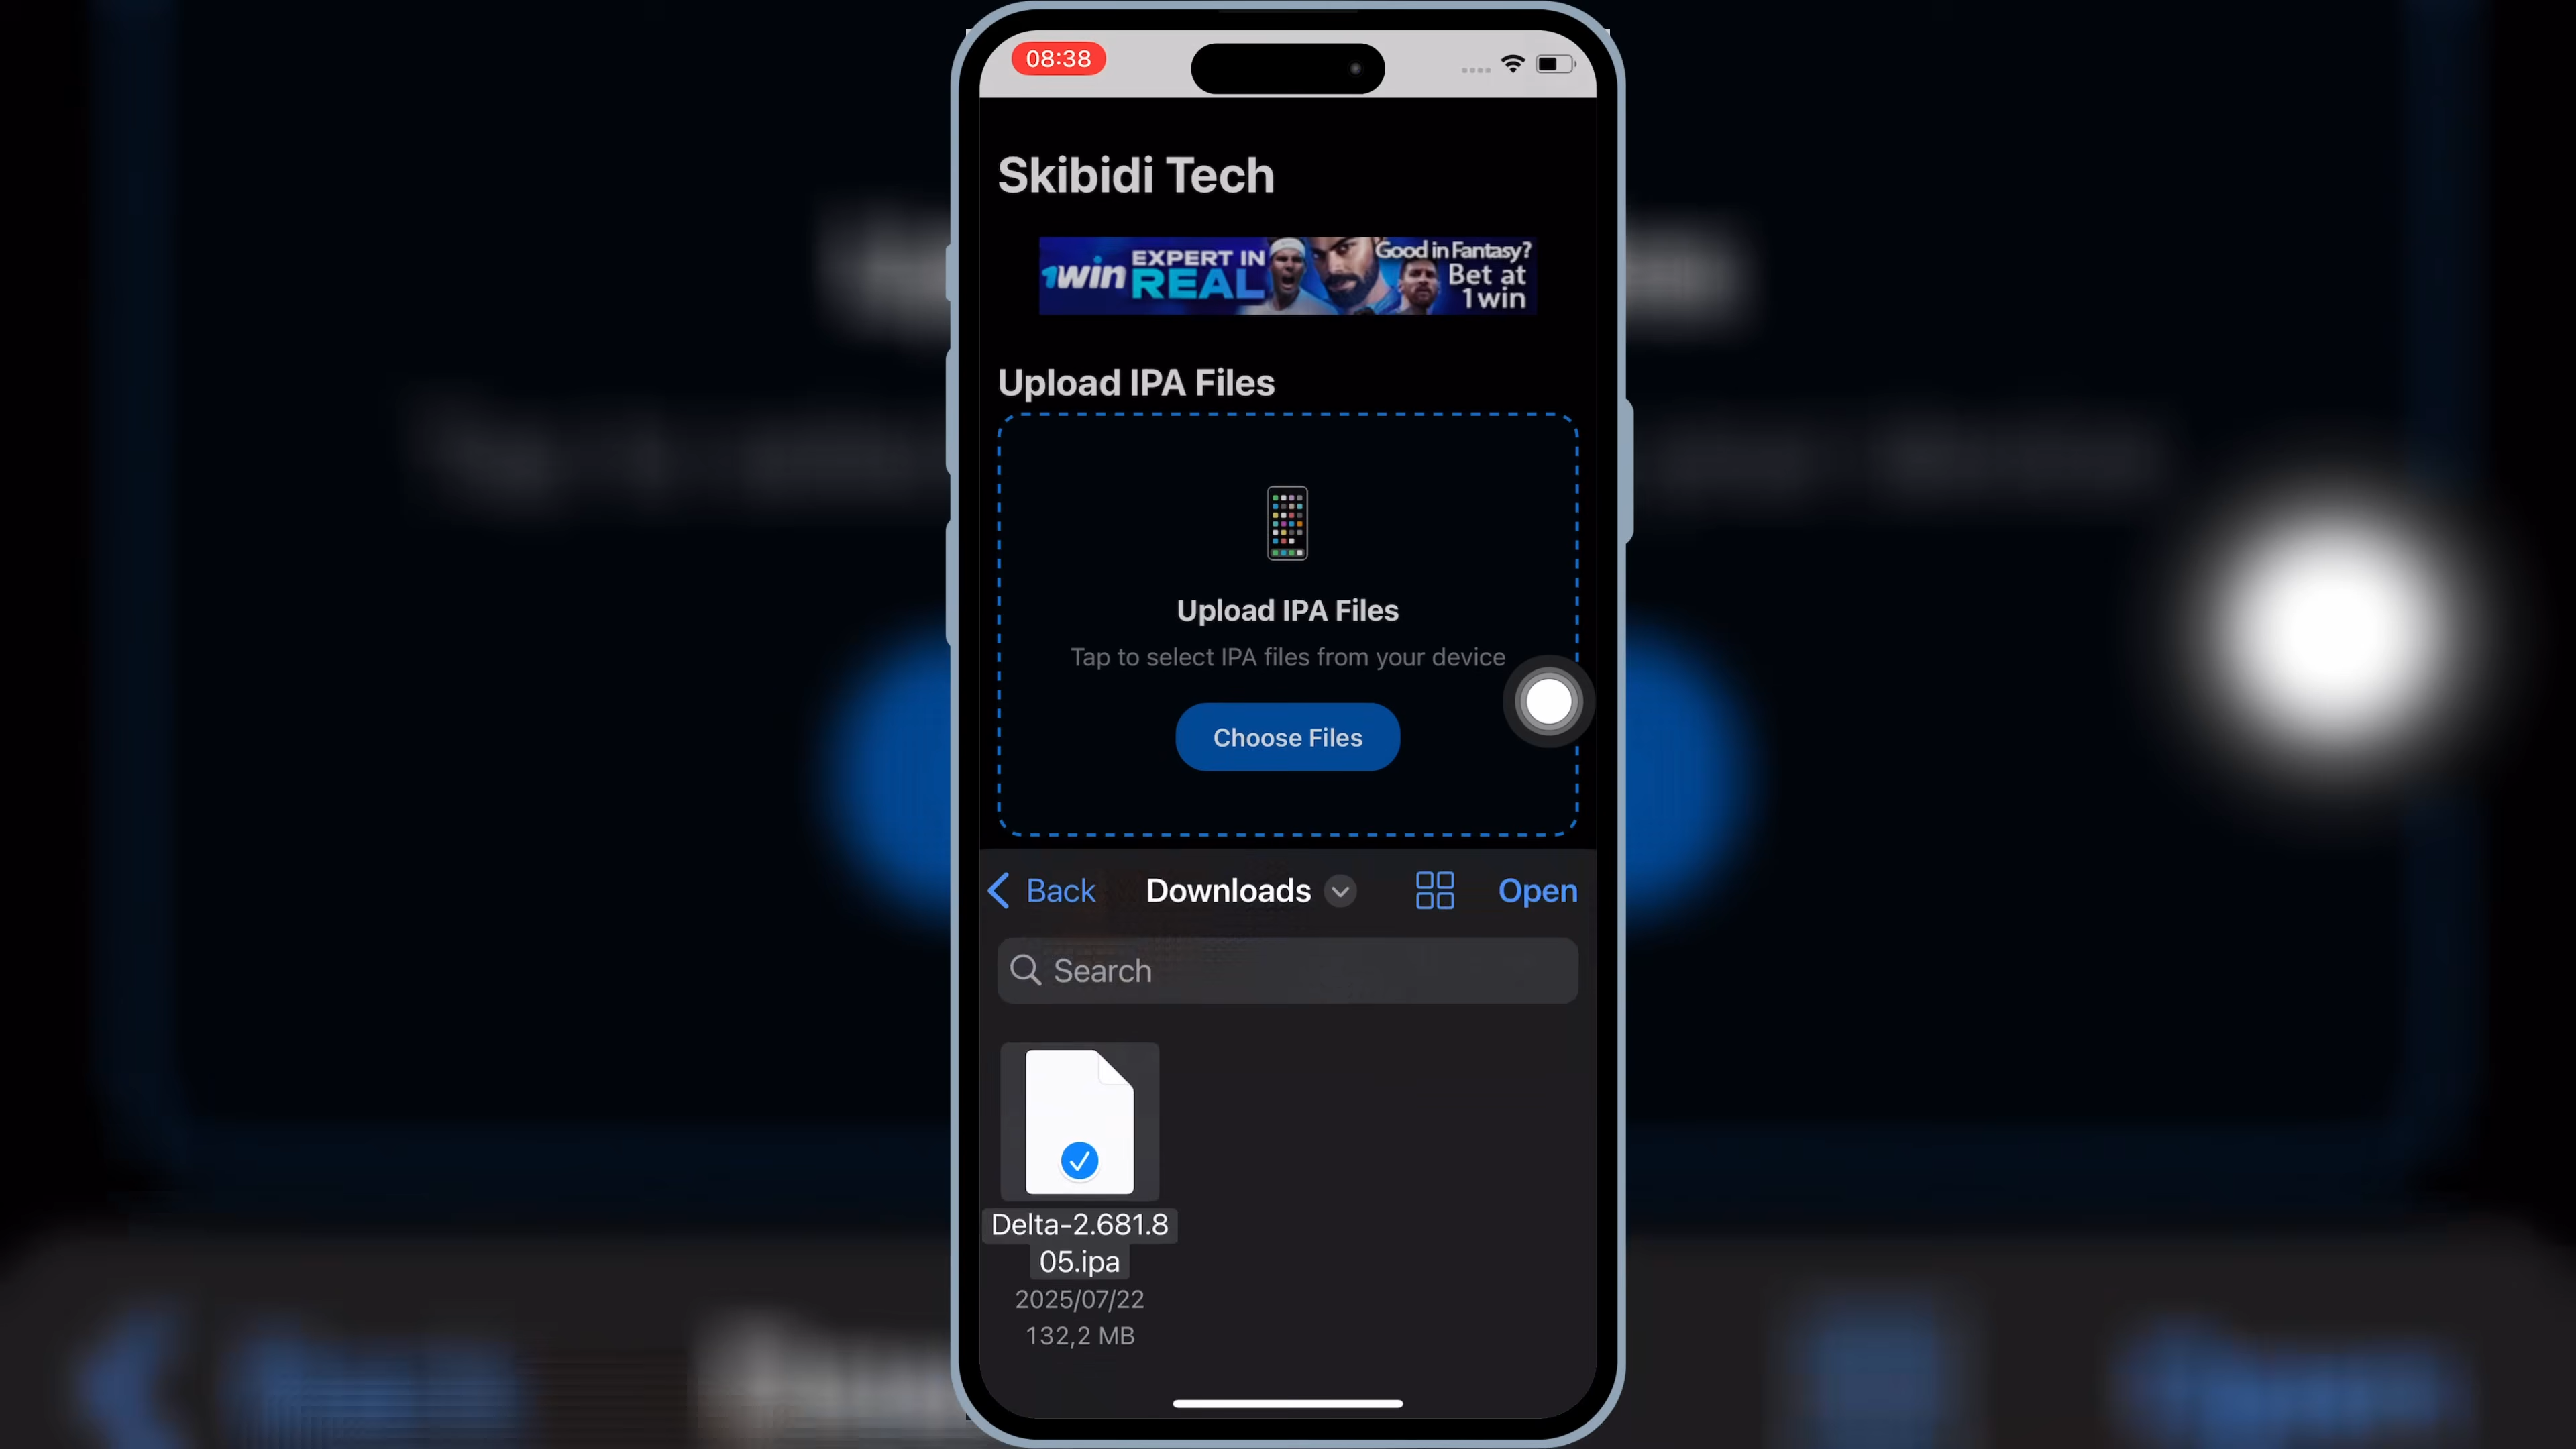 08:38
Skibidi Tech
1win EXPERT IN REAL
Good in Fantasy?
Bet at
1win
Upload IPA Files
Upload IPA Files
Tap to select IPA files from your device
Choose Files
Back Downloads Open
Search
Delta-2.681.8
05.ipa
2025/07/22
132,2 MB